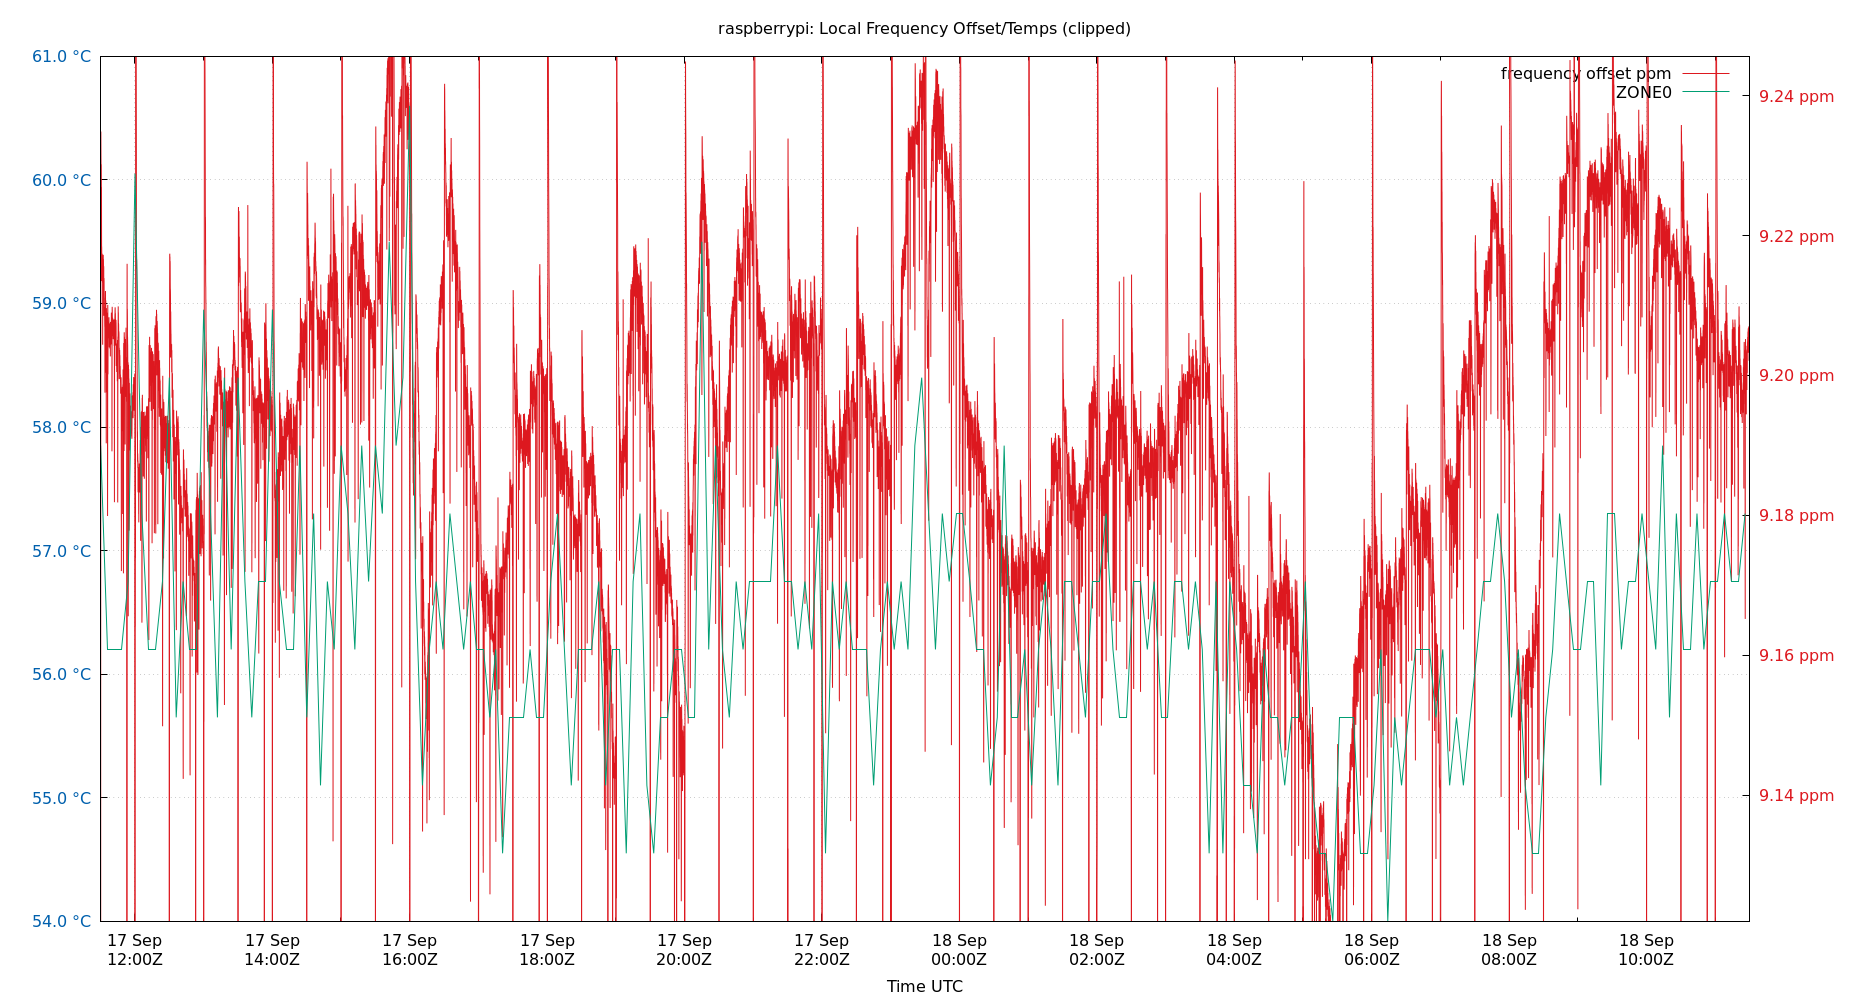 raspberrypi: Local Frequency Offset/Temps (clipped)
61.0 °C
60.0 °C
59.0 °C
58.0 °C
57.0 °C
56.0 °C
55.0 °C
54.0 °C
frequency offset ppm
ZONE0
9.24 ppm
9.22 ppm
9.20 ppm
9.18 ppm
9.16 ppm
9.14 ppm
17 Sep
12:00Z
17 Sep
14:00Z
17 Sep
16:00Z
17 Sep
18:00Z
17 Sep
20:00Z
17 Sep
22:00Z
18 Sep
00:00Z
18 Sep
02:00Z
18 Sep
04:00Z
18 Sep
06:00Z
18 Sep
08:00Z
18 Sep
10:00Z
Time UTC